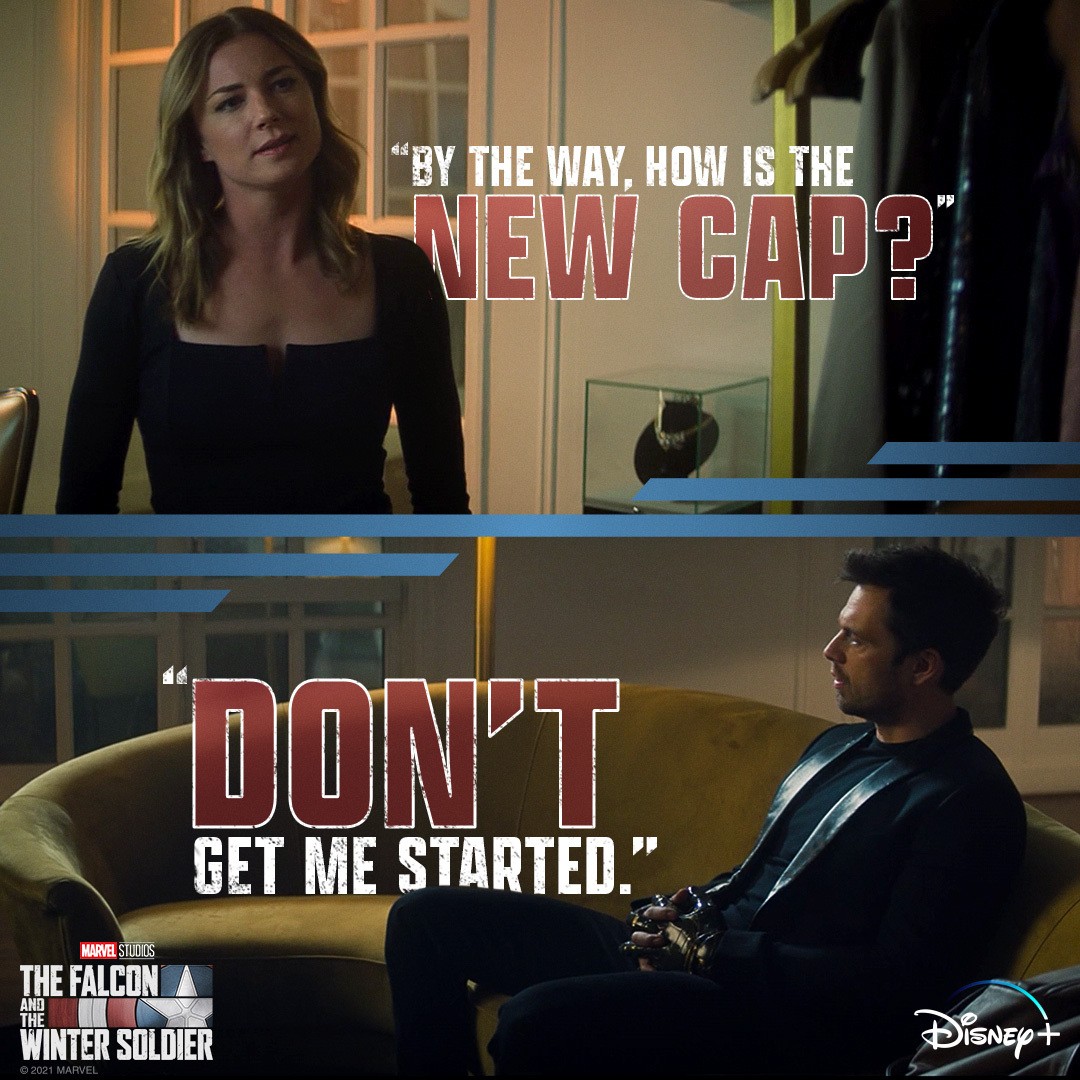 "BY THE WAY, HOW IS THE
NEW CAP?"
"DON'T
GET ME STARTED."
MARVEL STUDIOS
THE FALCON
AND
THE
WINTER SOLDIER
© 2021 MARVEL
Disney+